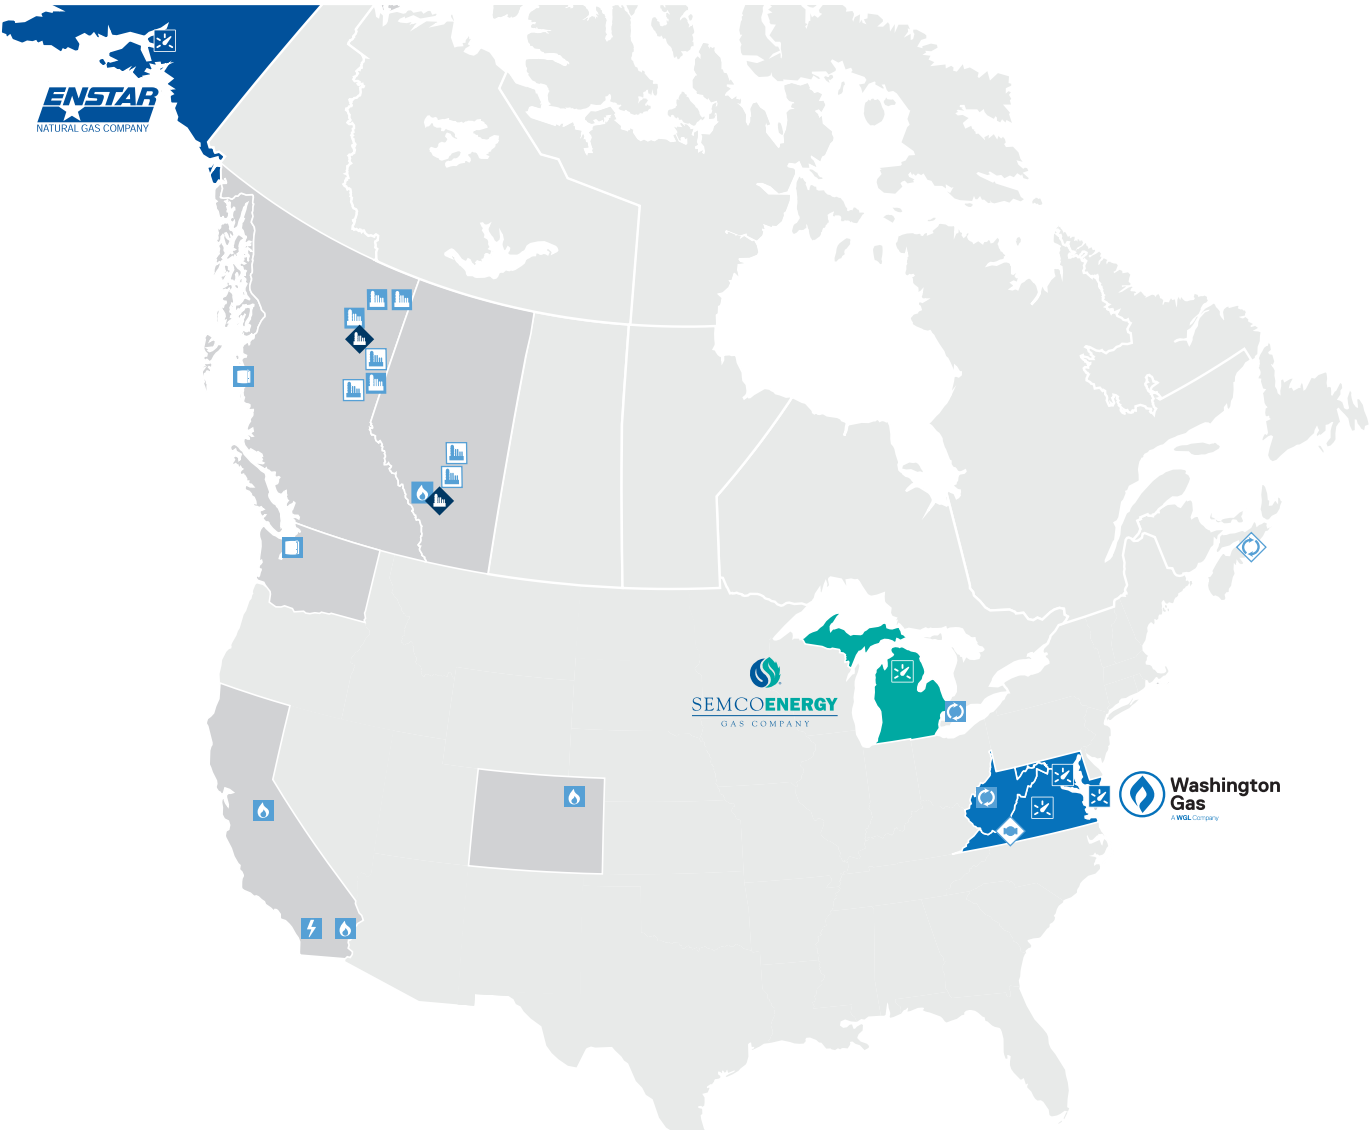 ENSTAR
NATURAL GAS COMPANY
SEMCOENERGY
GAS COMPANY
Washington
Gas
A WGL Company